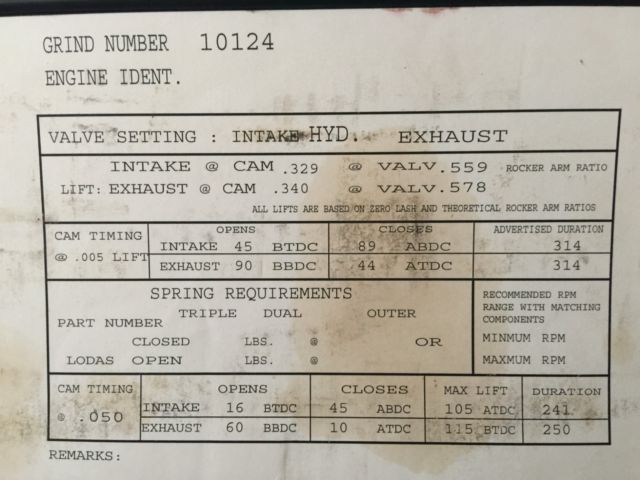 GRIND NUMBER 10124
ENGINE IDENT.
VALVE SETTING : INTAKE HYD. EXHAUST
INTAKE @ CAM .329 @ VALV.559 ROCKER ARM RATIO
LIFT: EXHAUST @ CAM .340 @ VALV.578
ALL LIFTS ARE BASED ON ZERO LASH AND THEORETICAL ROCKER ARM RATIOS
CAM TIMING OPENS CLOSES ADVERTISED DURATION
INTAKE 45 BTDC 89 ABDC 314
@ .005 LIFT
EXHAUST 90 BBDC 44 ATDC 314
SPRING REQUIREMENTS
TRIPLE DUAL OUTER
PART NUMBER
CLOSED LBS. @ OR
LODAS OPEN LBS. @
RECOMMENDED RPM
RANGE WITH MATCHING
COMPONENTS
MINMUM RPM
MAXMUM RPM
CAM TIMING OPENS CLOSES MAX LIFT DURATION
@ .050
INTAKE 16 BTDC 45 ABDC 105 ATDC 241
EXHAUST 60 BBDC 10 ATDC 115 BTDC 250
REMARKS: